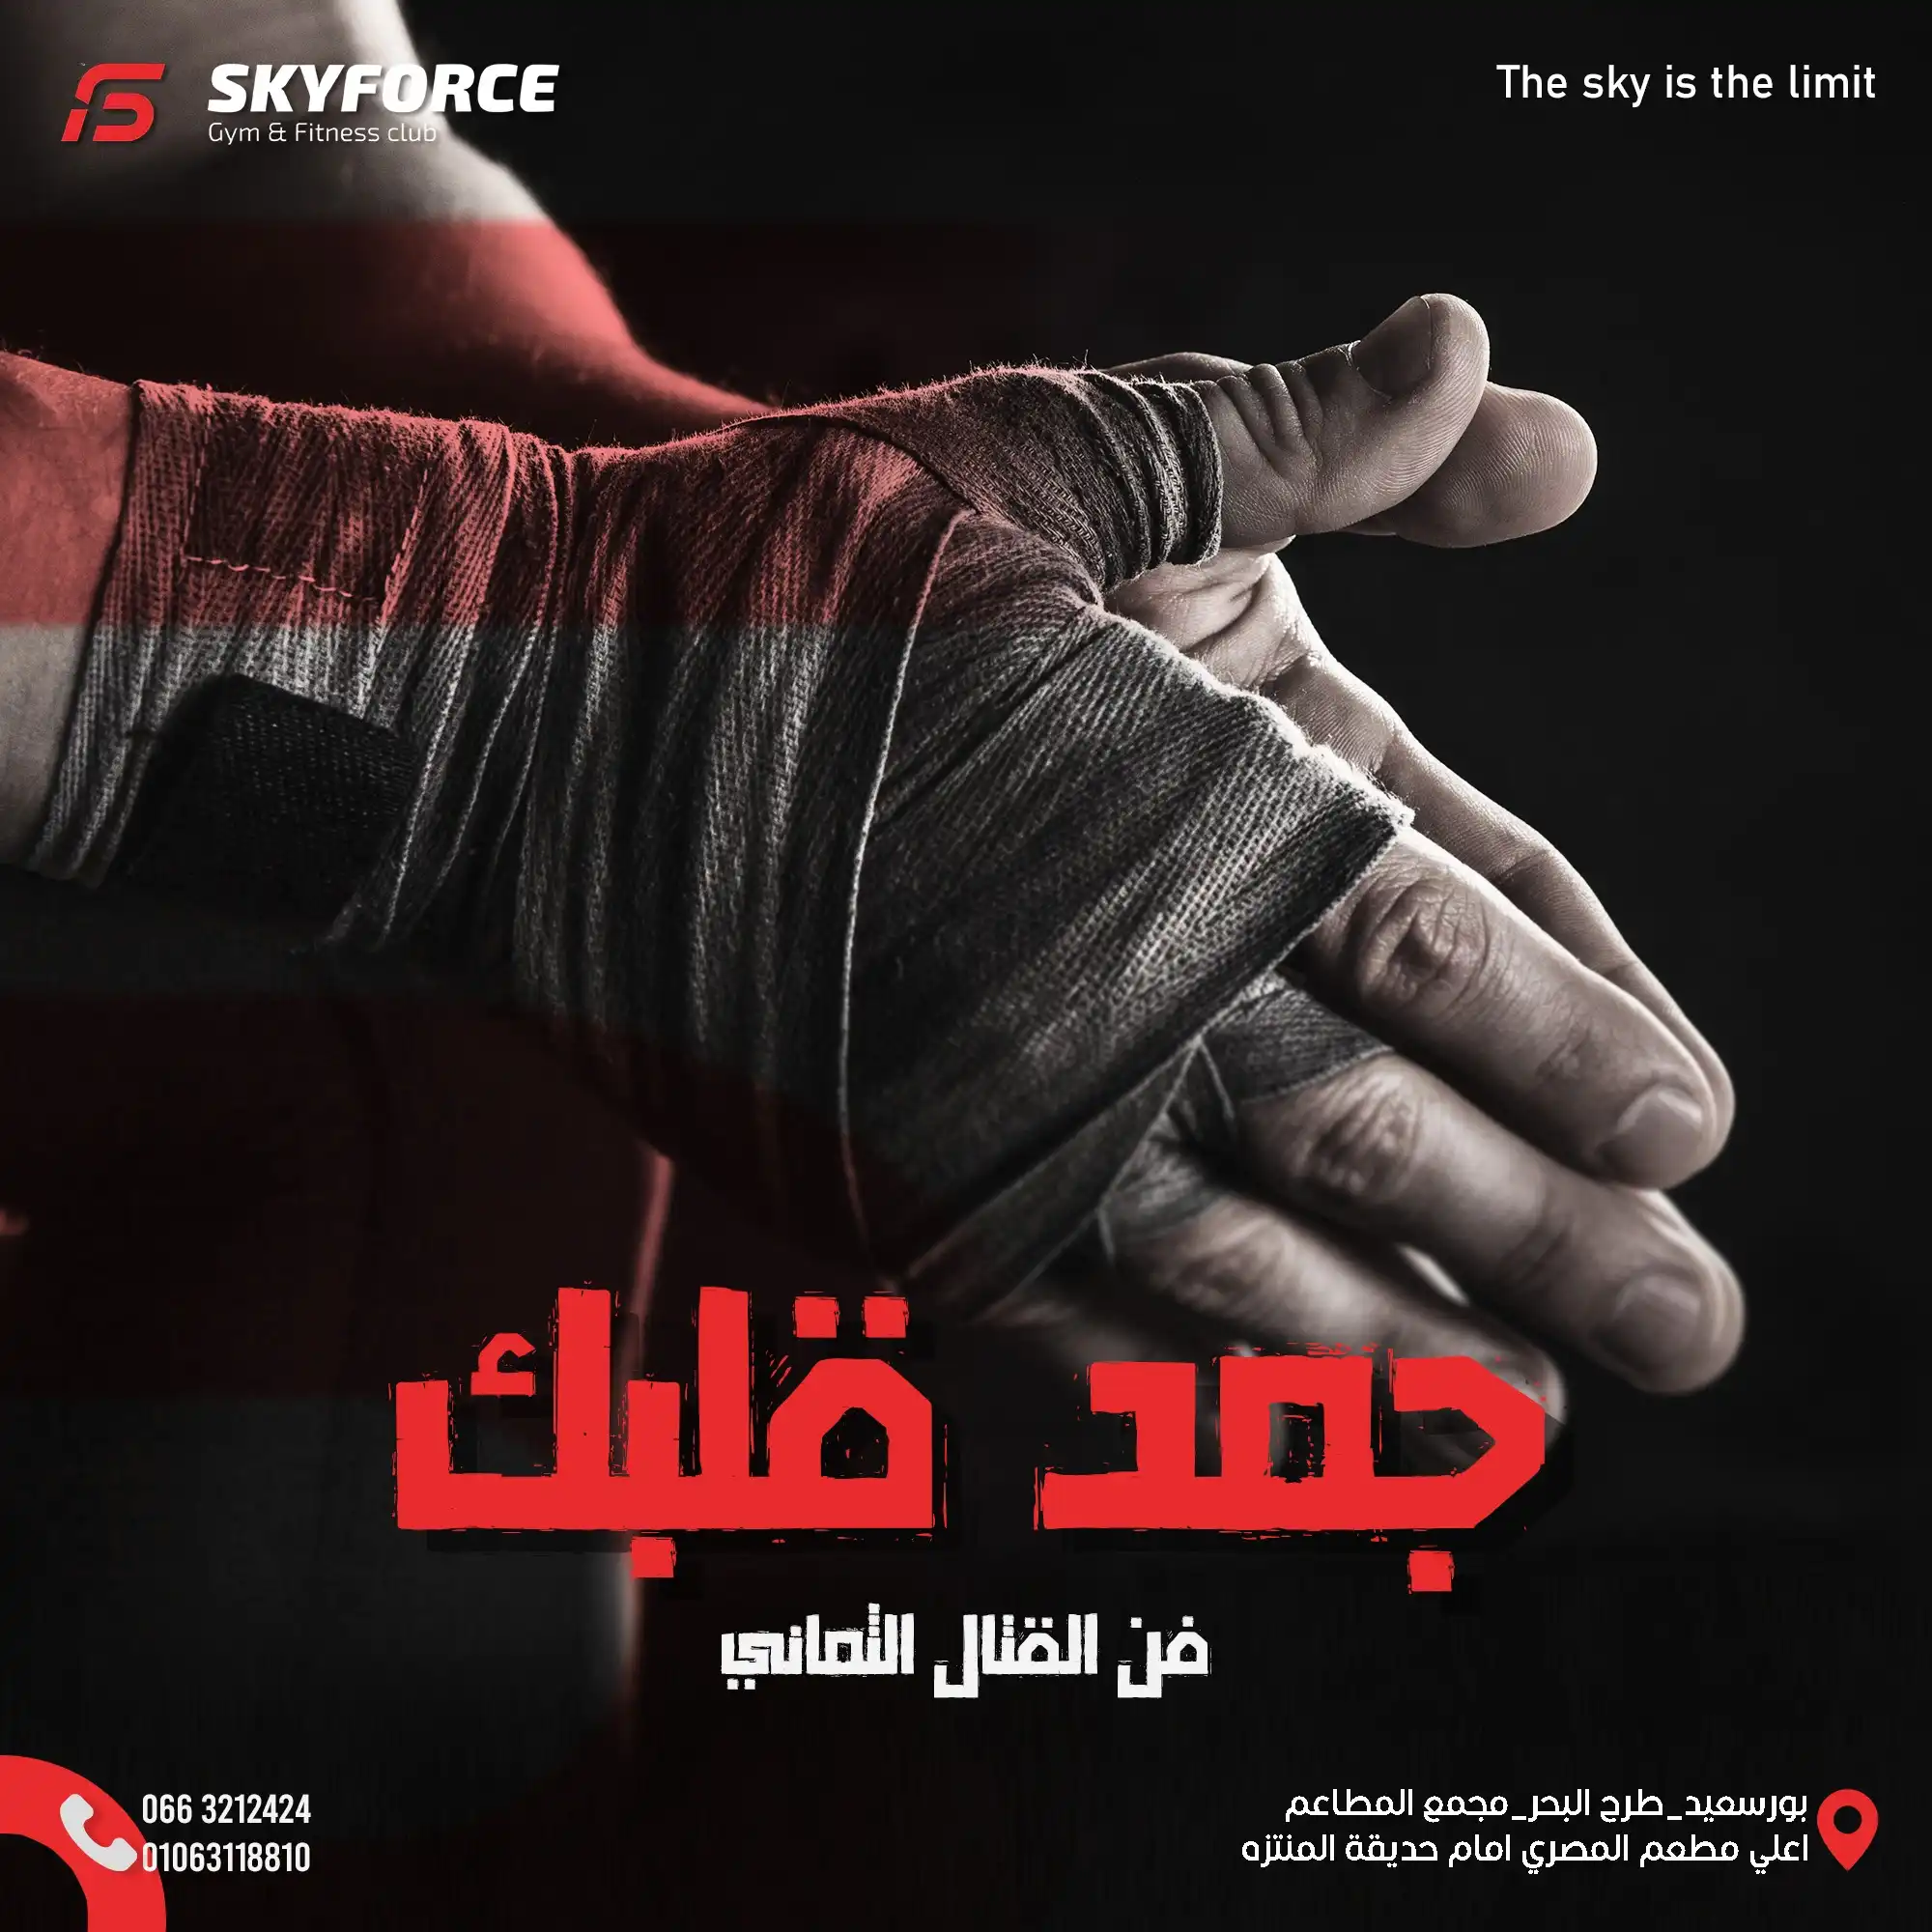 SKYFORCE
Gym & Fitness club
The sky is the limit
جمد قلبك
فن القتال الثماني
066 3212424
01063118810
بورسعيد_طرح البحر_مجمع المطاعم
اعلي مطعم المصري امام حديقة المنتزه